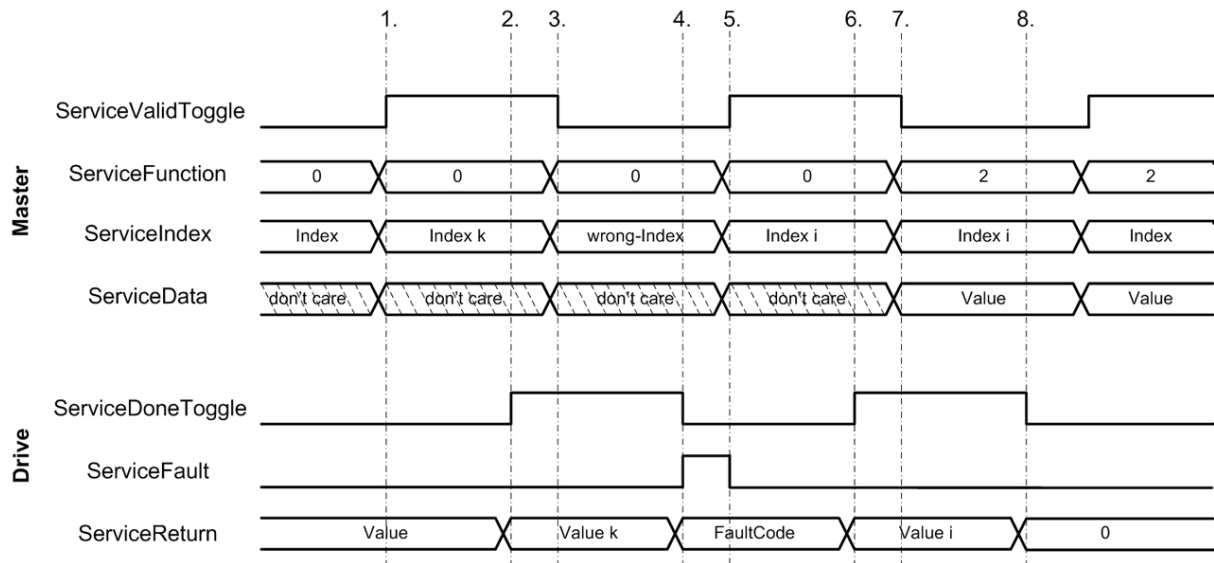 1. 2. 3. 4. 5. 6. 7. 8.
Master
ServiceValidToggle
ServiceFunction 0 0 0 0 2 2
ServiceIndex Index Index k wrong-Index Index i Index i Index
ServiceData don't care don't care don't care don't care Value Value
Drive
ServiceDoneToggle
ServiceFault
ServiceReturn Value Value k FaultCode Value i 0